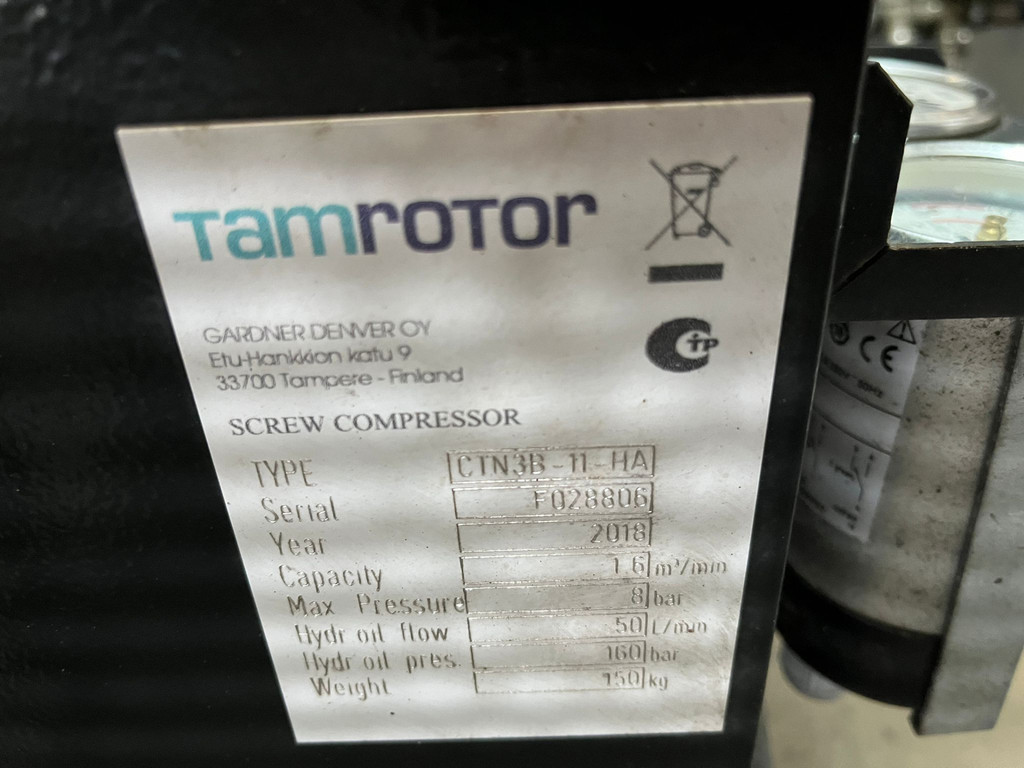 Tamrotor
GARDNER DENVER OY
Etu-Hankkion katu 9
33700 Tampere - Finland
SCREW COMPRESSOR
TYPE CTN3B-11-HA
Serial F028806
Year 2018
Capacity 1.6 m³/min
Max Pressure 8 bar
Hydr oil flow 50 L/min
Hydr oil pres. 160 bar
Weight 150 kg
CE